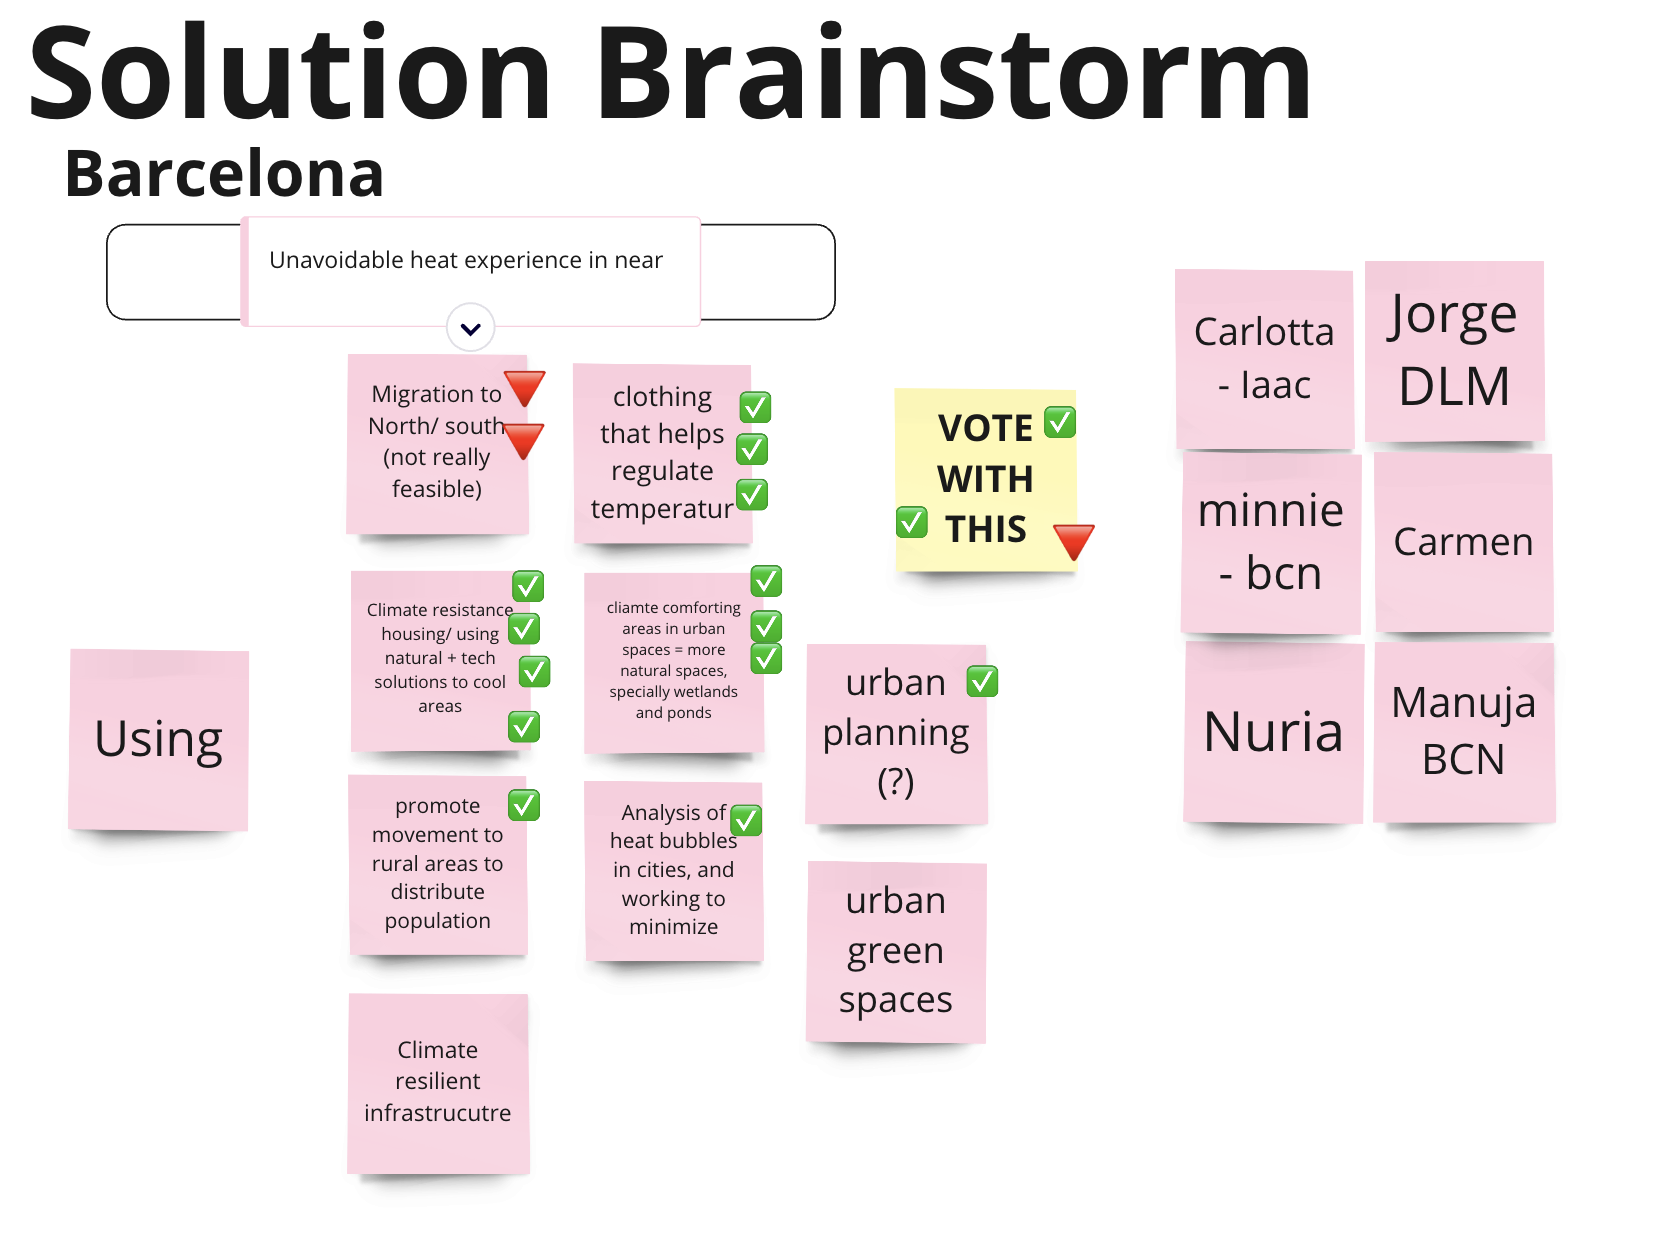 Solution Brainstorm
Barcelona
Unavoidable heat experience in near
Migration to
North/ south
(not really
feasible)
clothing
that helps
regulate
temperatur
VOTE
WITH
THIS
Climate resistance
housing/ using
natural + tech
solutions to cool
areas
cliamte comforting
areas in urban
spaces = more
natural spaces,
specially wetlands
and ponds
Using
urban
planning
(?)
promote
movement to
rural areas to
distribute
population
Analysis of
heat bubbles
in cities, and
working to
minimize
urban
green
spaces
Climate
resilient
infrastrucutre
Carlotta
- Iaac
Jorge
DLM
minnie
- bcn
Carmen
Nuria
Manuja
BCN